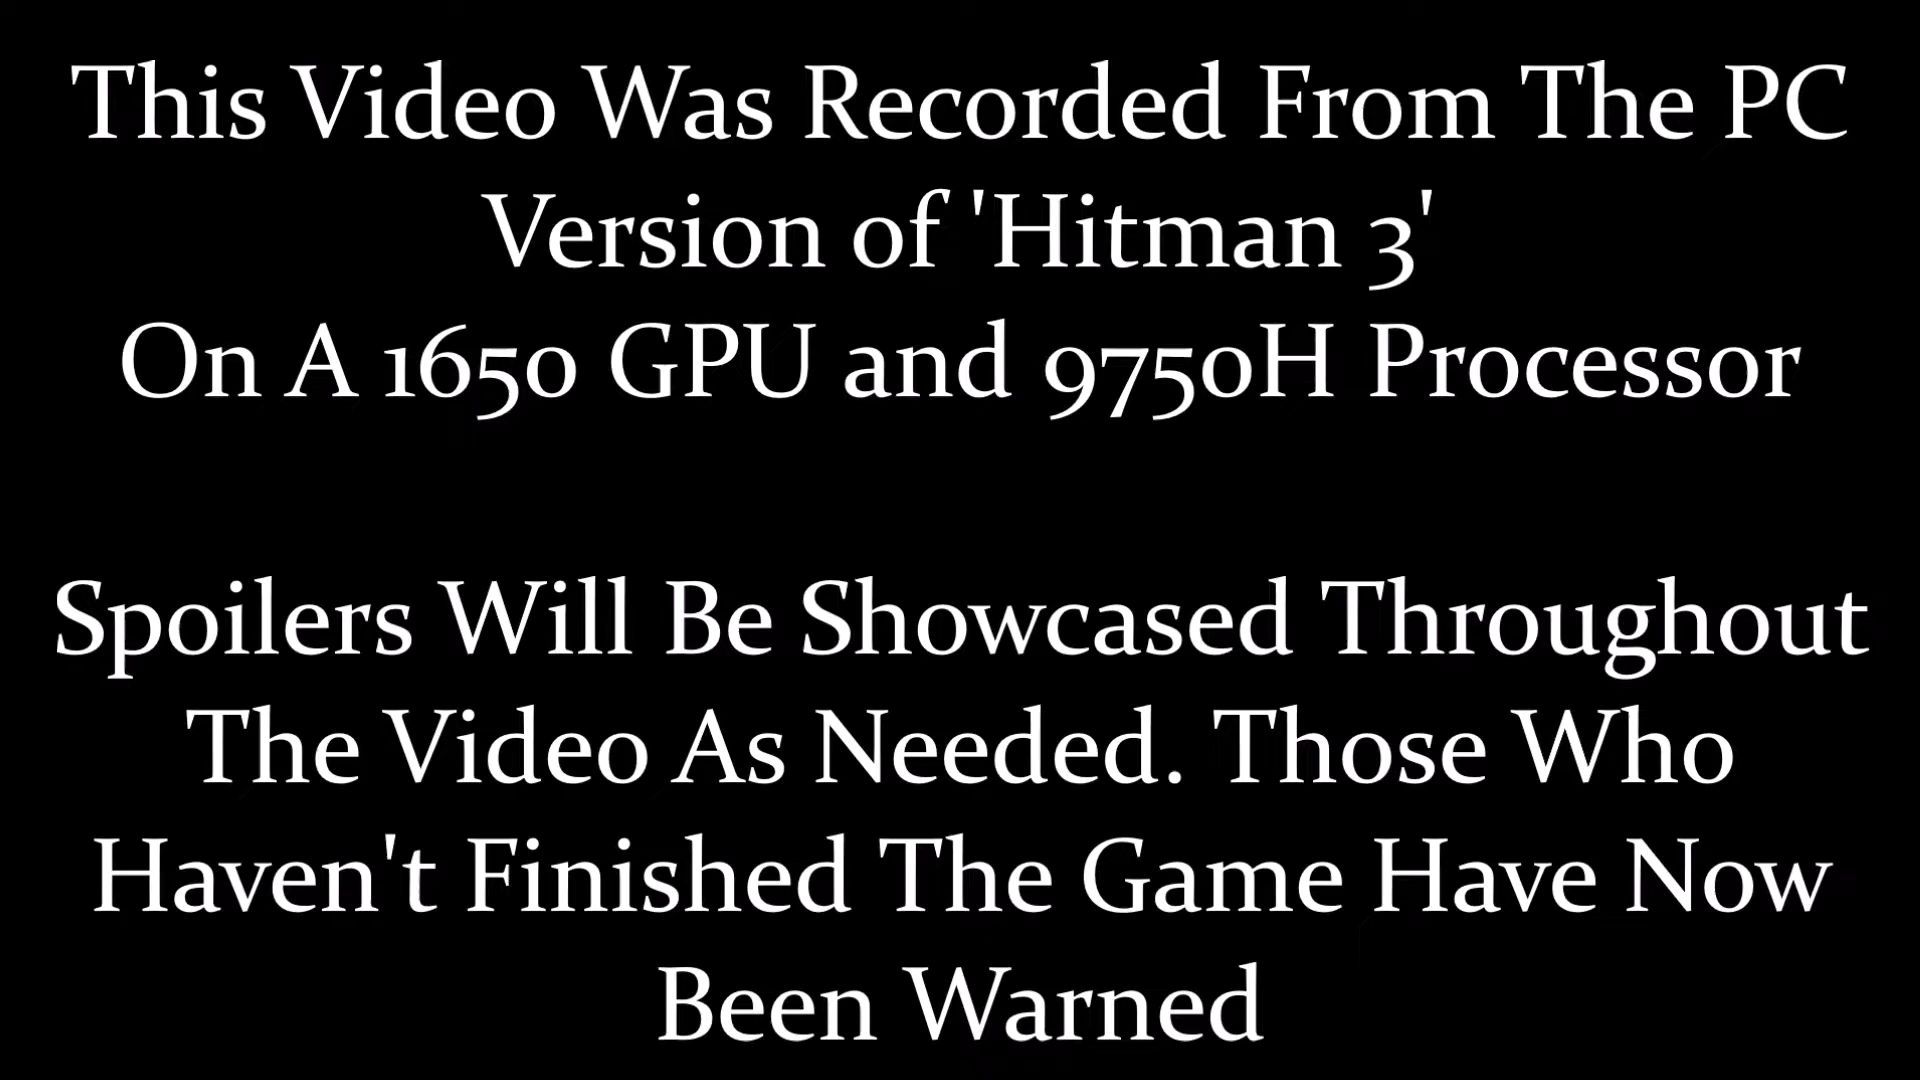 This Video Was Recorded From The PC
Version of 'Hitman 3'
On A 1650 GPU and 9750H Processor
Spoilers Will Be Showcased Throughout
The Video As Needed. Those Who
Haven't Finished The Game Have Now
Been Warned